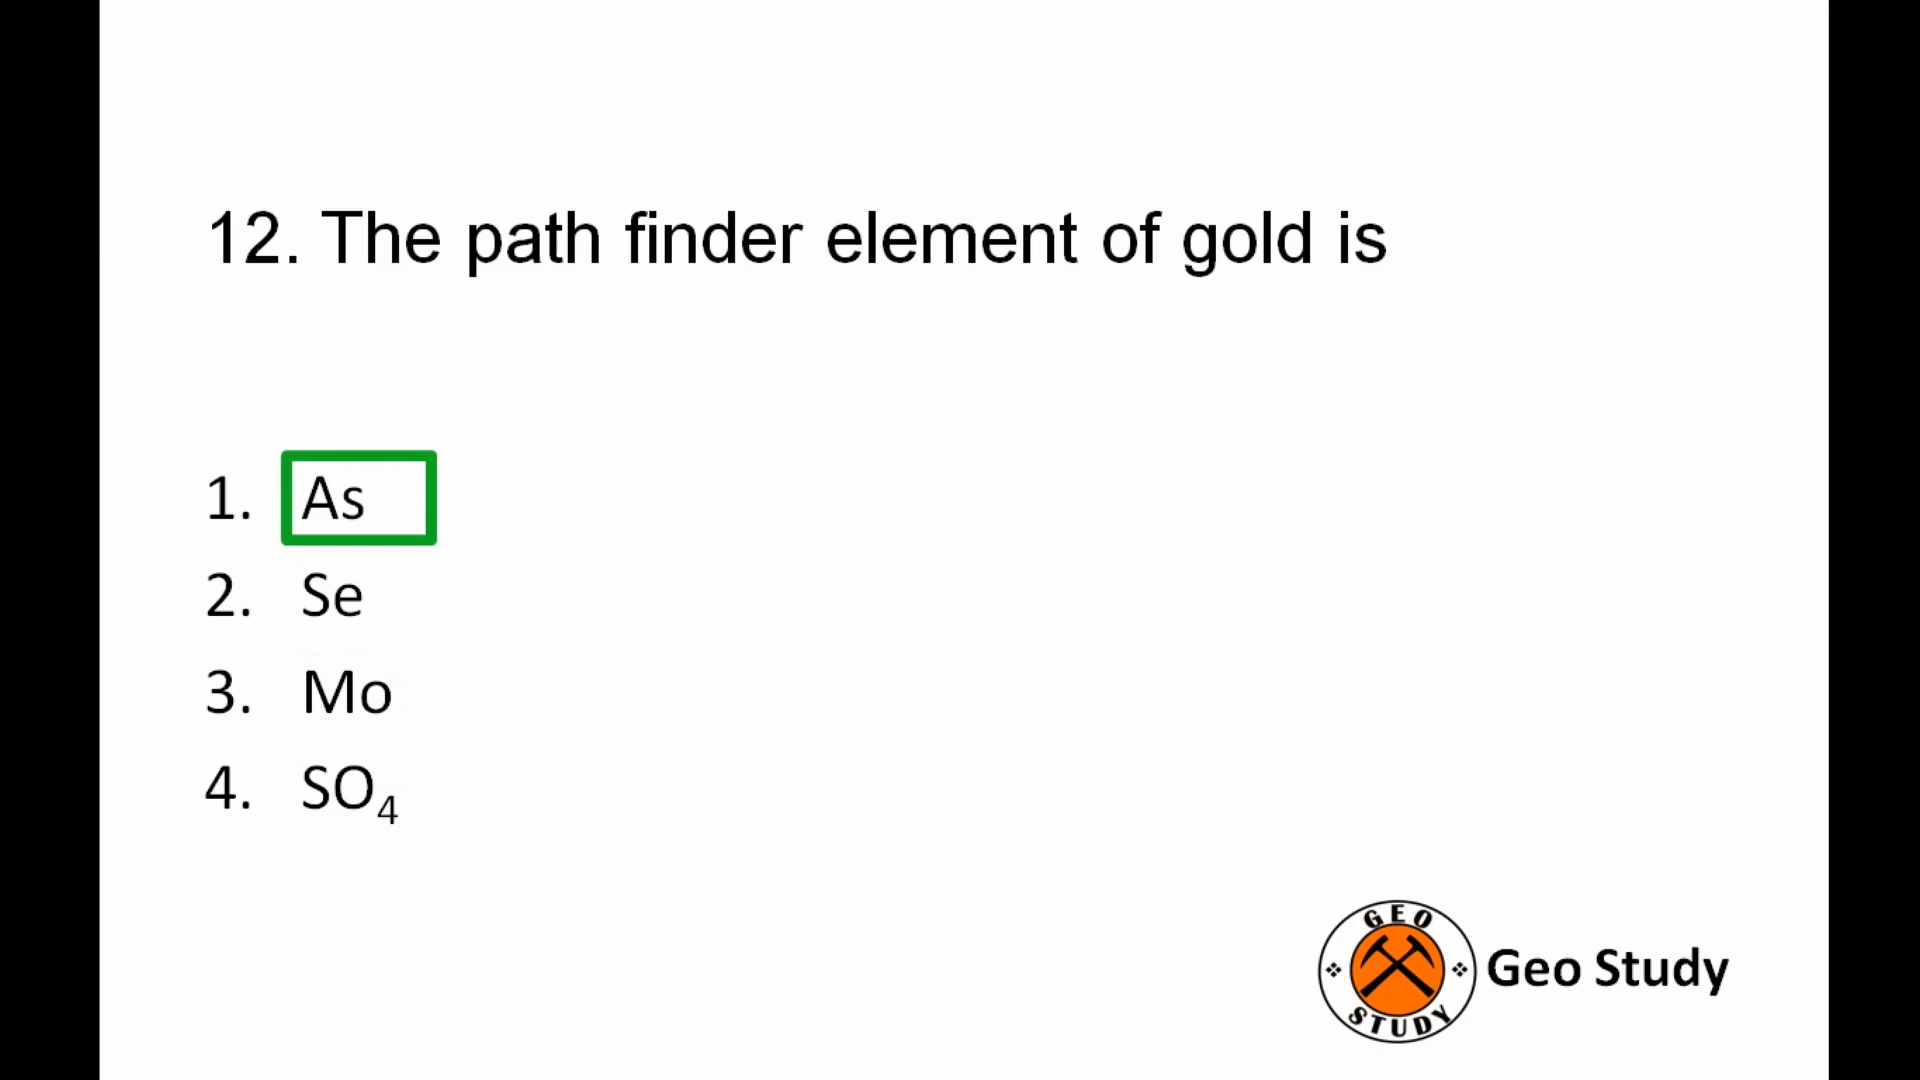 12. The path finder element of gold is
1. As
2. Se
3. Mo
4. SO₄
GEO
STUDY
Geo Study